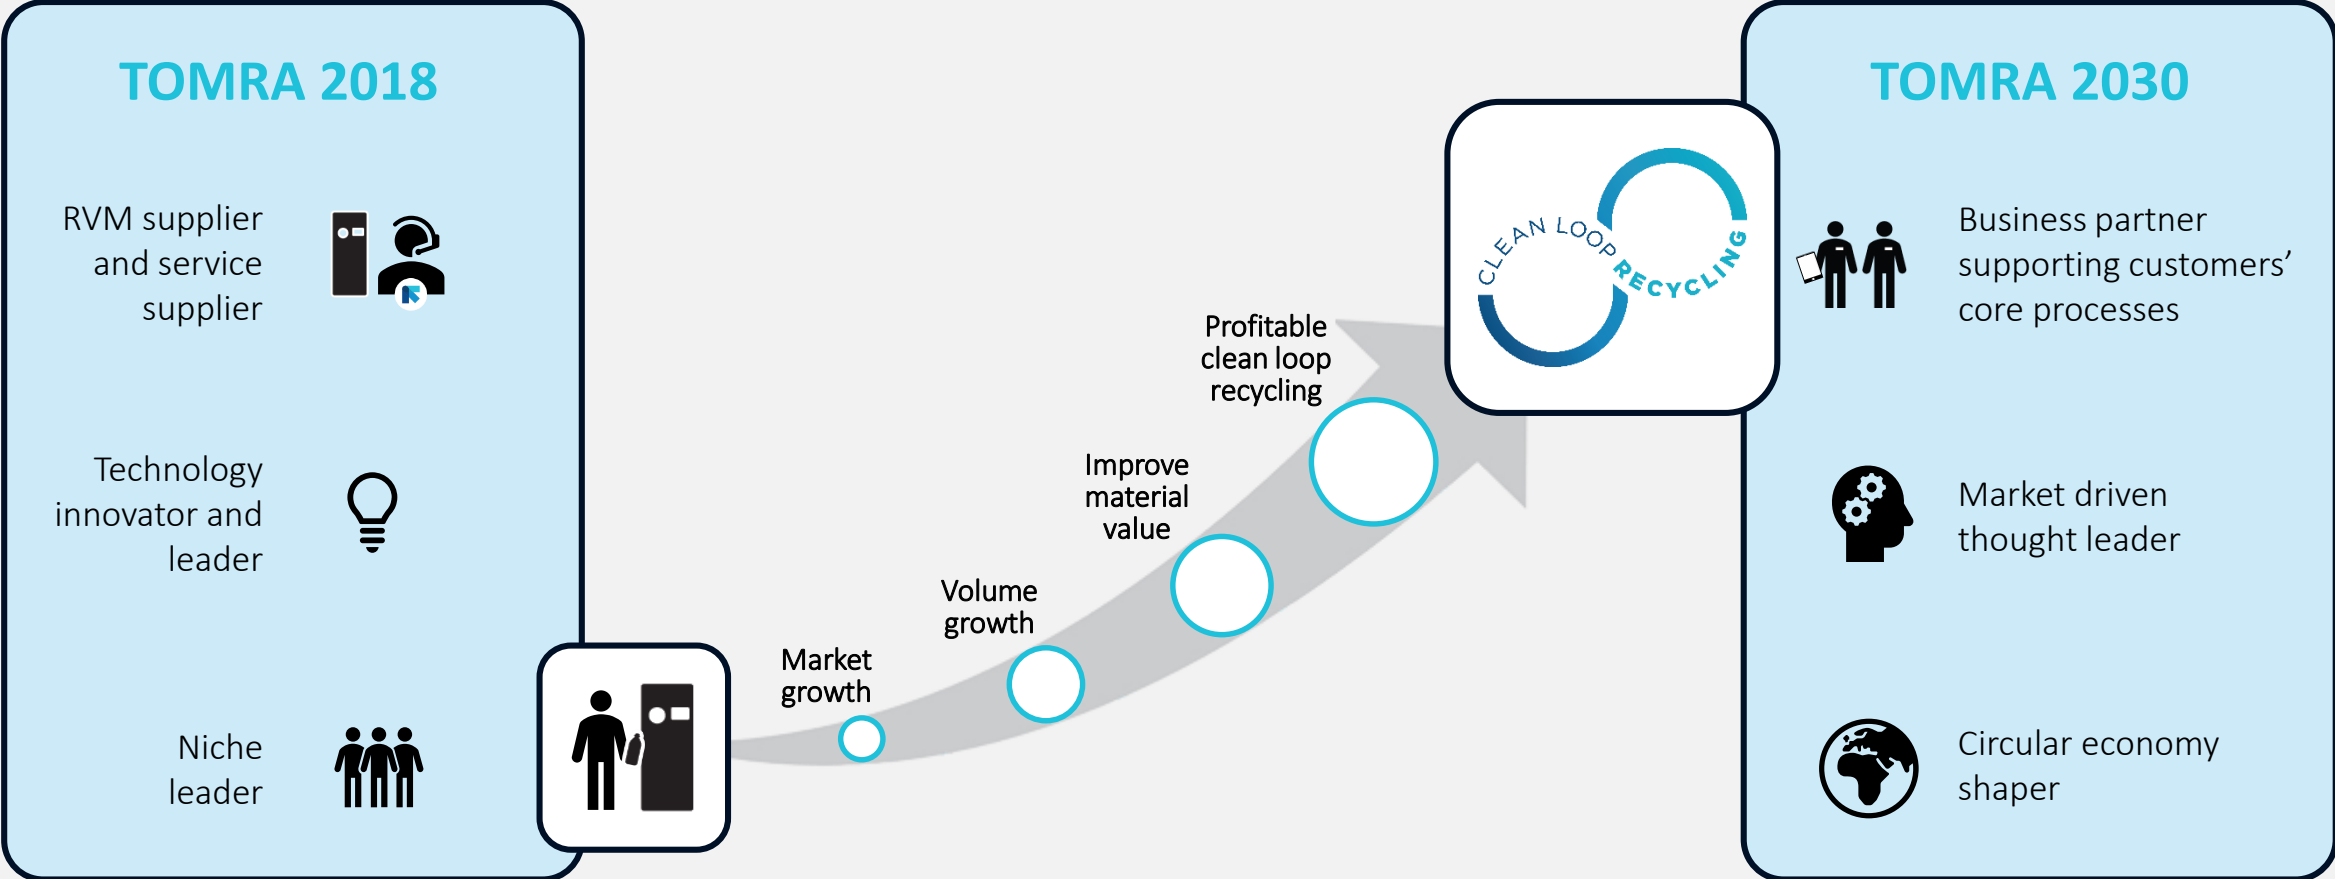 TOMRA 2018
RVM supplier
and service
supplier
Technology
innovator and
leader
Niche
leader
Market
growth
Volume
growth
Improve
material
value
Profitable
clean loop
recycling
CLEAN LOOP
RECYCLING
TOMRA 2030
Business partner
supporting customers’
core processes
Market driven
thought leader
Circular economy
shaper